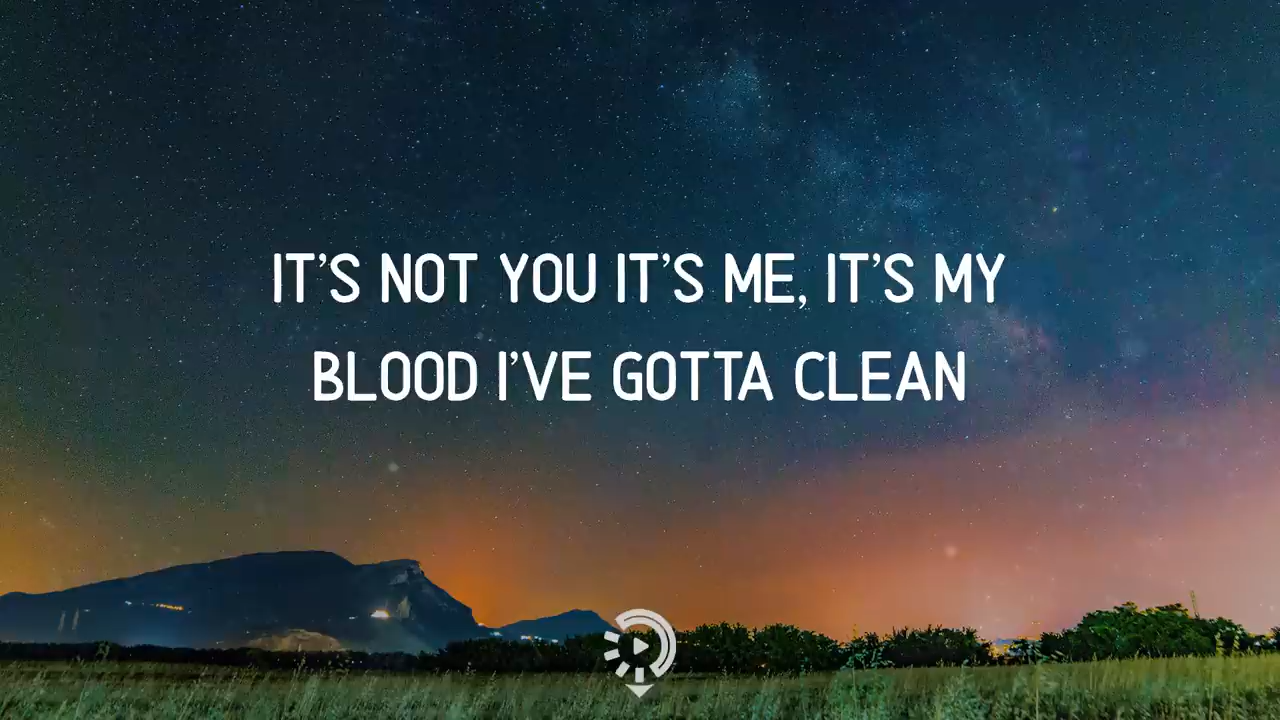 IT’S NOT YOU IT’S ME, IT’S MY
BLOOD I’VE GOTTA CLEAN